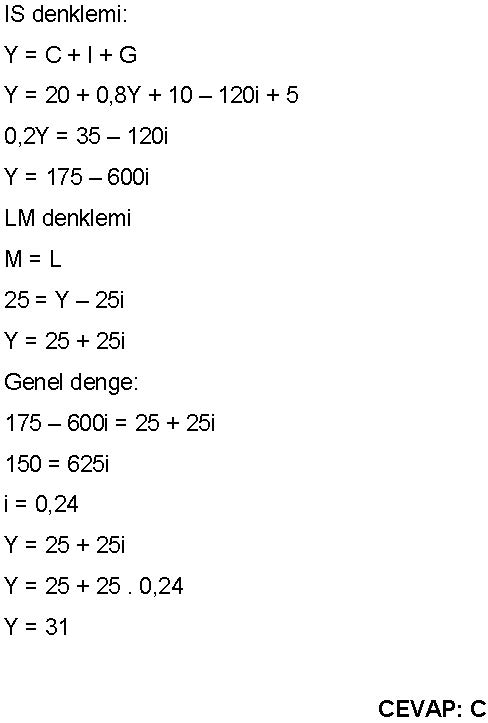 IS denklemi:
Y = C + I + G
Y = 20 + 0,8Y + 10 – 120i + 5
0,2Y = 35 – 120i
Y = 175 – 600i
LM denklemi
M = L
25 = Y – 25i
Y = 25 + 25i
Genel denge:
175 – 600i = 25 + 25i
150 = 625i
i = 0,24
Y = 25 + 25i
Y = 25 + 25 . 0,24
Y = 31
CEVAP: C